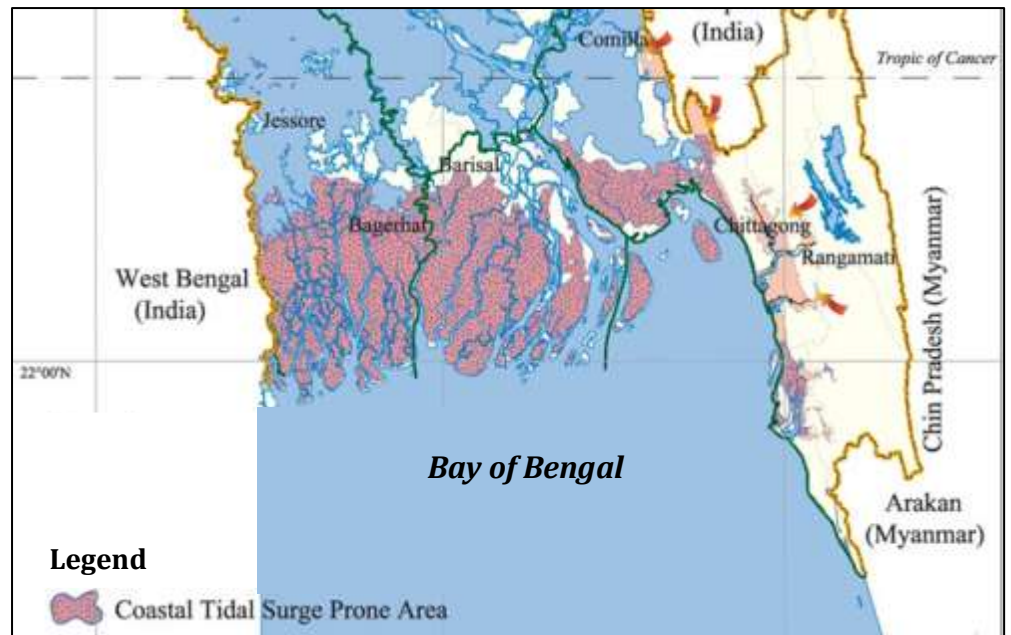 Comilla
(India)
Tropic of Cancer
Jessore
Barisal
Bagerhat
Chittagong
Rangamati
West Bengal
(India)
Chin Pradesh (Myanmar)
22°00'N
Bay of Bengal
Arakan
(Myanmar)
Legend
Coastal Tidal Surge Prone Area